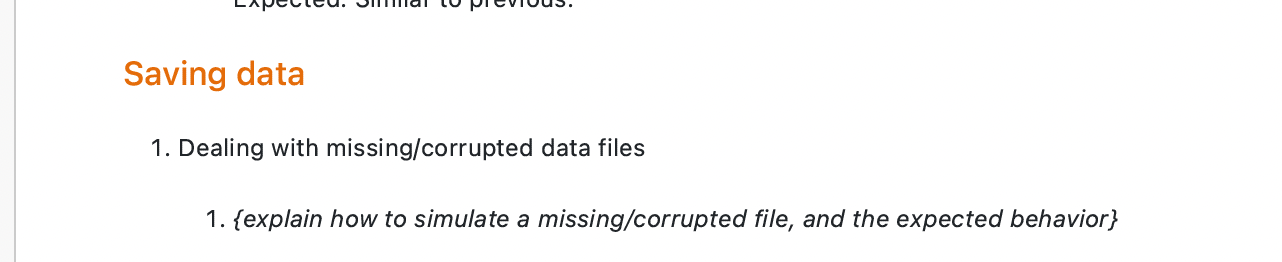 Expected: Similar to previous.
Saving data
1. Dealing with missing/corrupted data files
1. {explain how to simulate a missing/corrupted file, and the expected behavior}